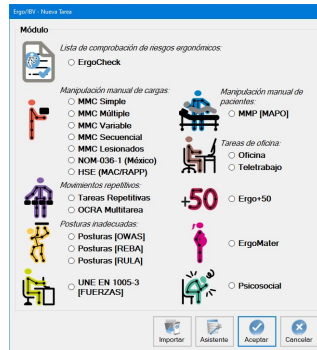 Ergo/IBV - Nueva Tarea
Módulo
Lista de comprobación de riesgos ergonómicos:
ErgoCheck
Manipulación manual de cargas:
MMC Simple
MMC Múltiple
MMC Variable
MMC Secuencial
MMC Lesionados
NOM-036-1 (México)
HSE (MAC/RAPP)
Movimientos repetitivos:
Tareas Repetitivas
OCRA Multitarea
Posturas inadecuadas:
Posturas [OWAS]
Posturas [REBA]
Posturas [RULA]
UNE EN 1005-3
[FUERZAS]
Manipulación manual de
pacientes:
MMP [MAPO]
Tareas de oficina:
Oficina
Teletrabajo
+50
Ergo+50
ErgoMater
Psicosocial
Importar
Asistente
Aceptar
Cancelar